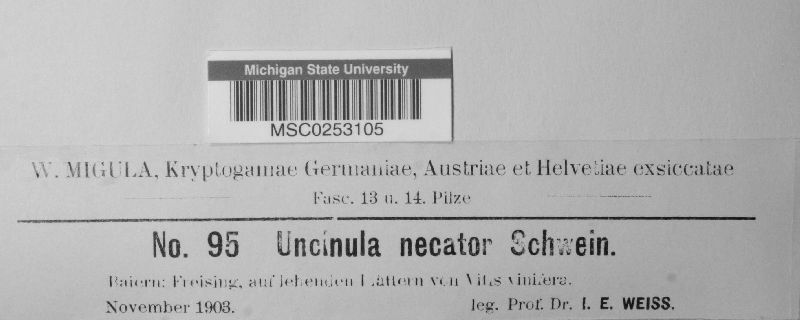 Michigan State University
MSC0253105
W. MIGULA, Kryptogamae Germaniae, Austriae et Helvetiae exsiccatae
Fasc. 13 u. 14. Pilze
No. 95 Uncinula necator Schwein.
Baiern: Freising, auf lebenden Blättern von Vitis vinifera.
November 1903. leg. Prof. Dr. I. E. WEISS.